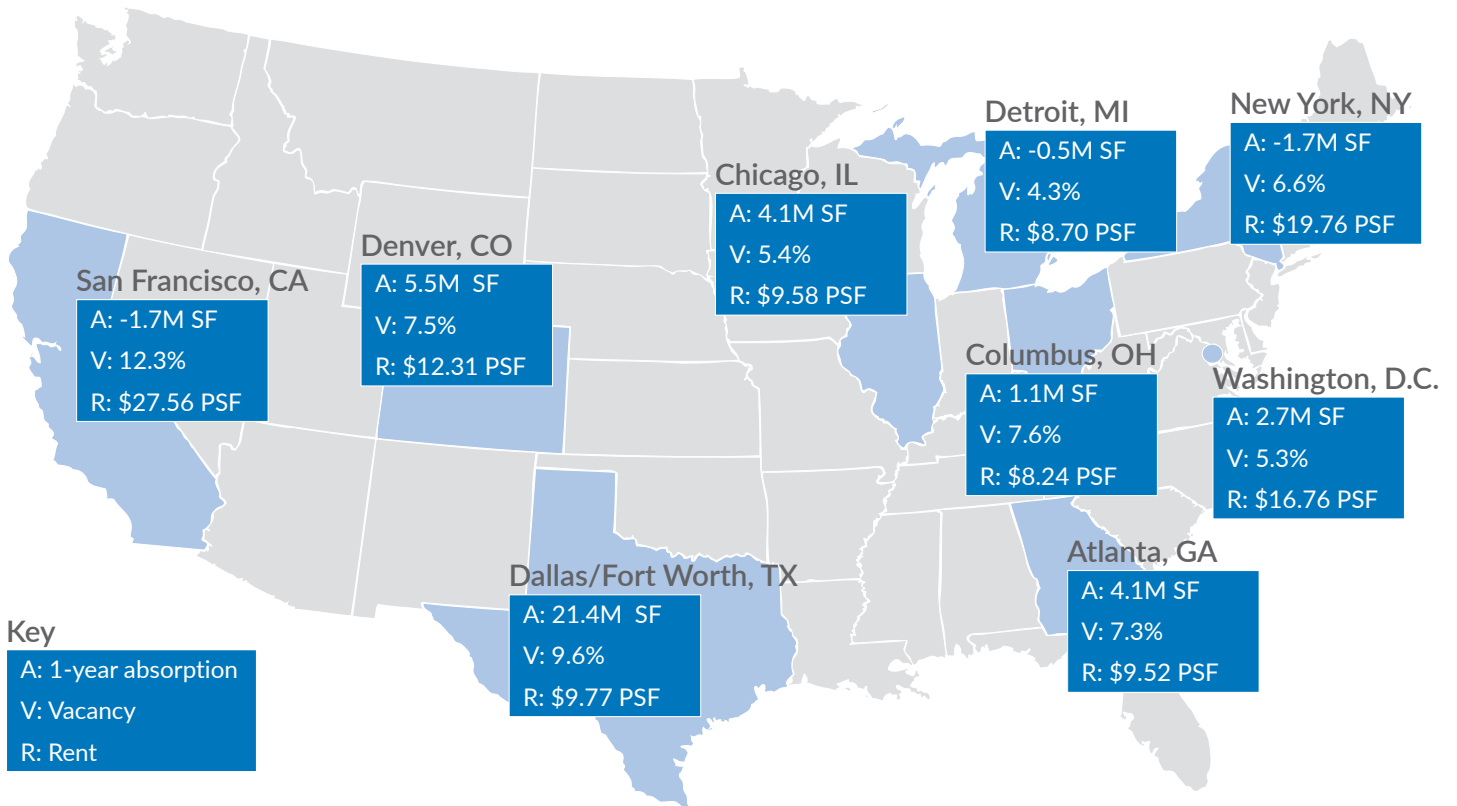 Detroit, MI
A: -0.5M SF
V: 4.3%
R: $8.70 PSF
New York, NY
A: -1.7M SF
V: 6.6%
R: $19.76 PSF
Chicago, IL
A: 4.1M SF
V: 5.4%
R: $9.58 PSF
Denver, CO
A: 5.5M  SF
V: 7.5%
R: $12.31 PSF
San Francisco, CA
A: -1.7M SF
V: 12.3%
R: $27.56 PSF
Columbus, OH
A: 1.1M SF
V: 7.6%
R: $8.24 PSF
Washington, D.C.
A: 2.7M SF
V: 5.3%
R: $16.76 PSF
Atlanta, GA
A: 4.1M SF
V: 7.3%
R: $9.52 PSF
Dallas/Fort Worth, TX
A: 21.4M  SF
V: 9.6%
R: $9.77 PSF
Key
A: 1-year absorption
V: Vacancy
R: Rent